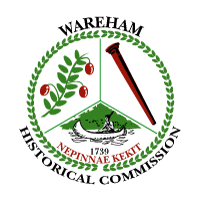 WAREHAM
1739
NEPINNAE KEKIT
HISTORICAL COMMISSION